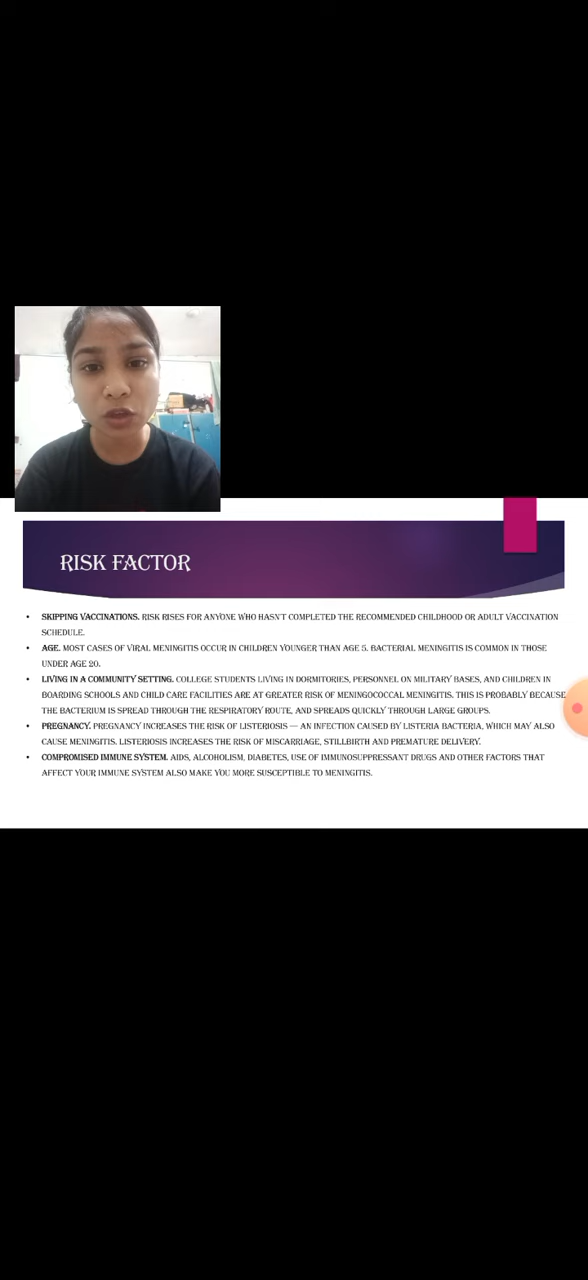 RISK FACTOR
• SKIPPING VACCINATIONS. RISK RISES FOR ANYONE WHO HASN'T COMPLETED THE RECOMMENDED CHILDHOOD OR ADULT VACCINATION
SCHEDULE.
• AGE. MOST CASES OF VIRAL MENINGITIS OCCUR IN CHILDREN YOUNGER THAN AGE 5. BACTERIAL MENINGITIS IS COMMON IN THOSE
UNDER AGE 20.
• LIVING IN A COMMUNITY SETTING. COLLEGE STUDENTS LIVING IN DORMITORIES, PERSONNEL ON MILITARY BASES, AND CHILDREN IN
BOARDING SCHOOLS AND CHILD CARE FACILITIES ARE AT GREATER RISK OF MENINGOCOCCAL MENINGITIS. THIS IS PROBABLY BECAUSE
THE BACTERIUM IS SPREAD THROUGH THE RESPIRATORY ROUTE, AND SPREADS QUICKLY THROUGH LARGE GROUPS.
• PREGNANCY. PREGNANCY INCREASES THE RISK OF LISTERIOSIS — AN INFECTION CAUSED BY LISTERIA BACTERIA, WHICH MAY ALSO
CAUSE MENINGITIS. LISTERIOSIS INCREASES THE RISK OF MISCARRIAGE, STILLBIRTH AND PREMATURE DELIVERY.
• COMPROMISED IMMUNE SYSTEM. AIDS, ALCOHOLISM, DIABETES, USE OF IMMUNOSUPPRESSANT DRUGS AND OTHER FACTORS THAT
AFFECT YOUR IMMUNE SYSTEM ALSO MAKE YOU MORE SUSCEPTIBLE TO MENINGITIS.